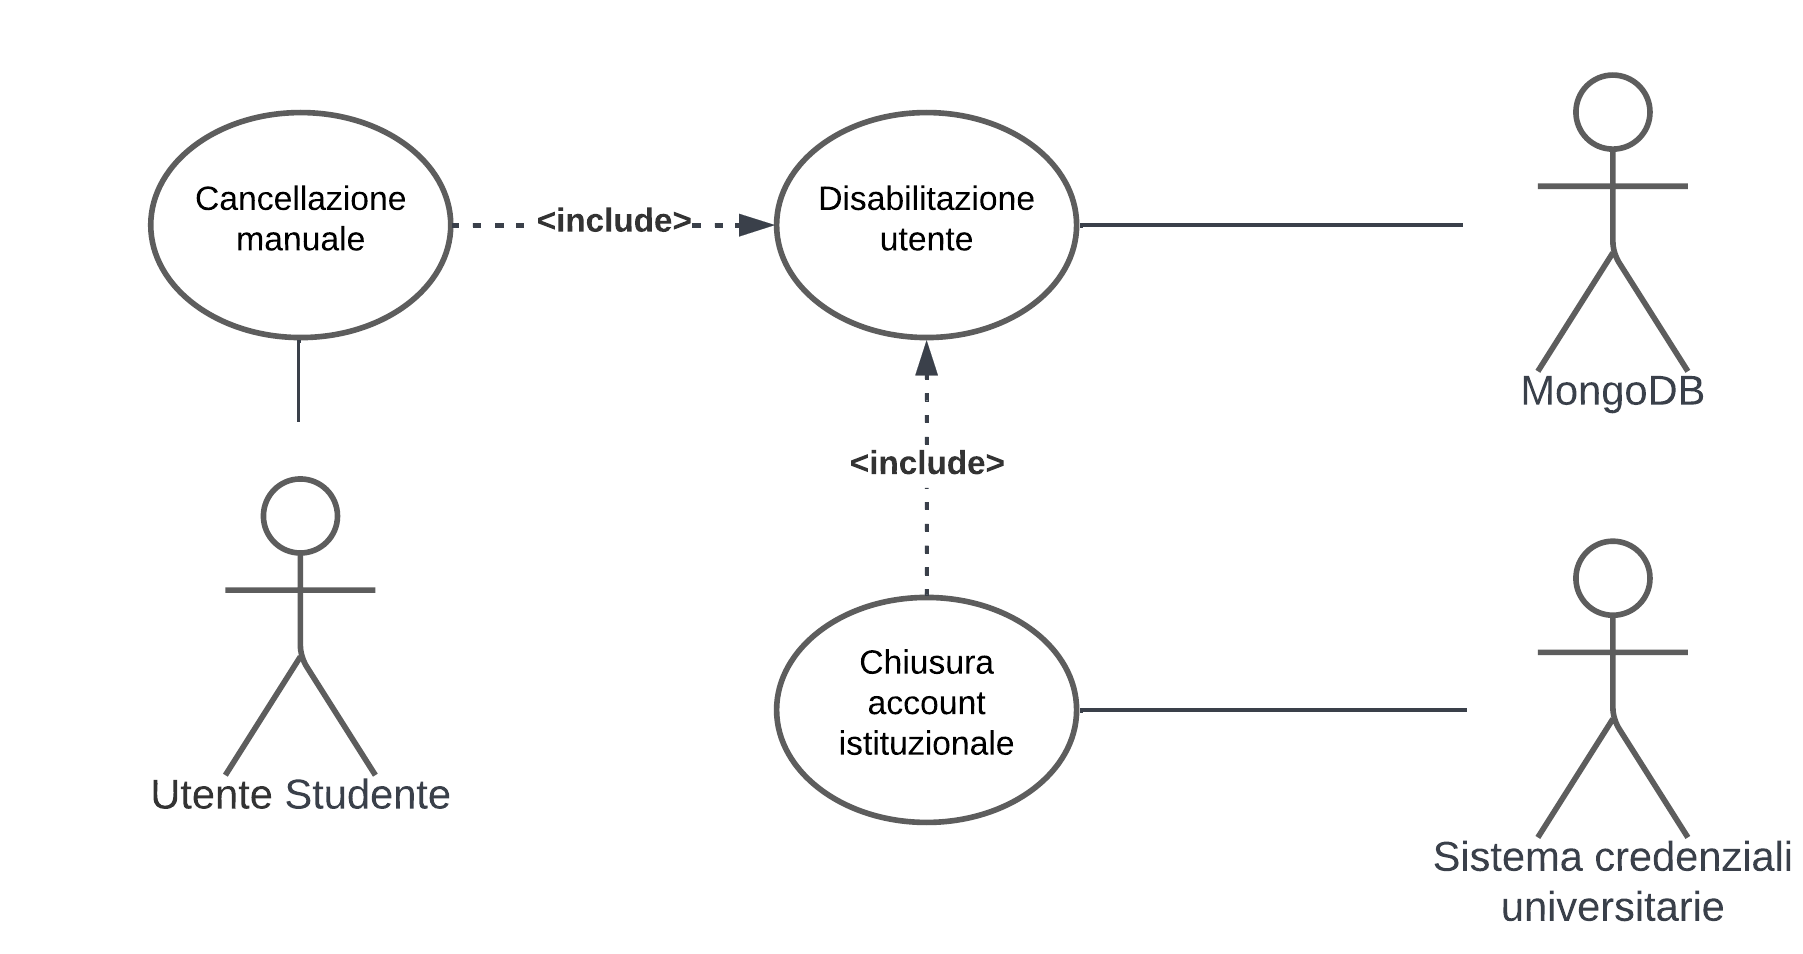 Cancellazione
manuale
<include>
Disabilitazione
utente
MongoDB
<include>
Chiusura
account
istituzionale
Utente Studente
Sistema credenziali
universitarie